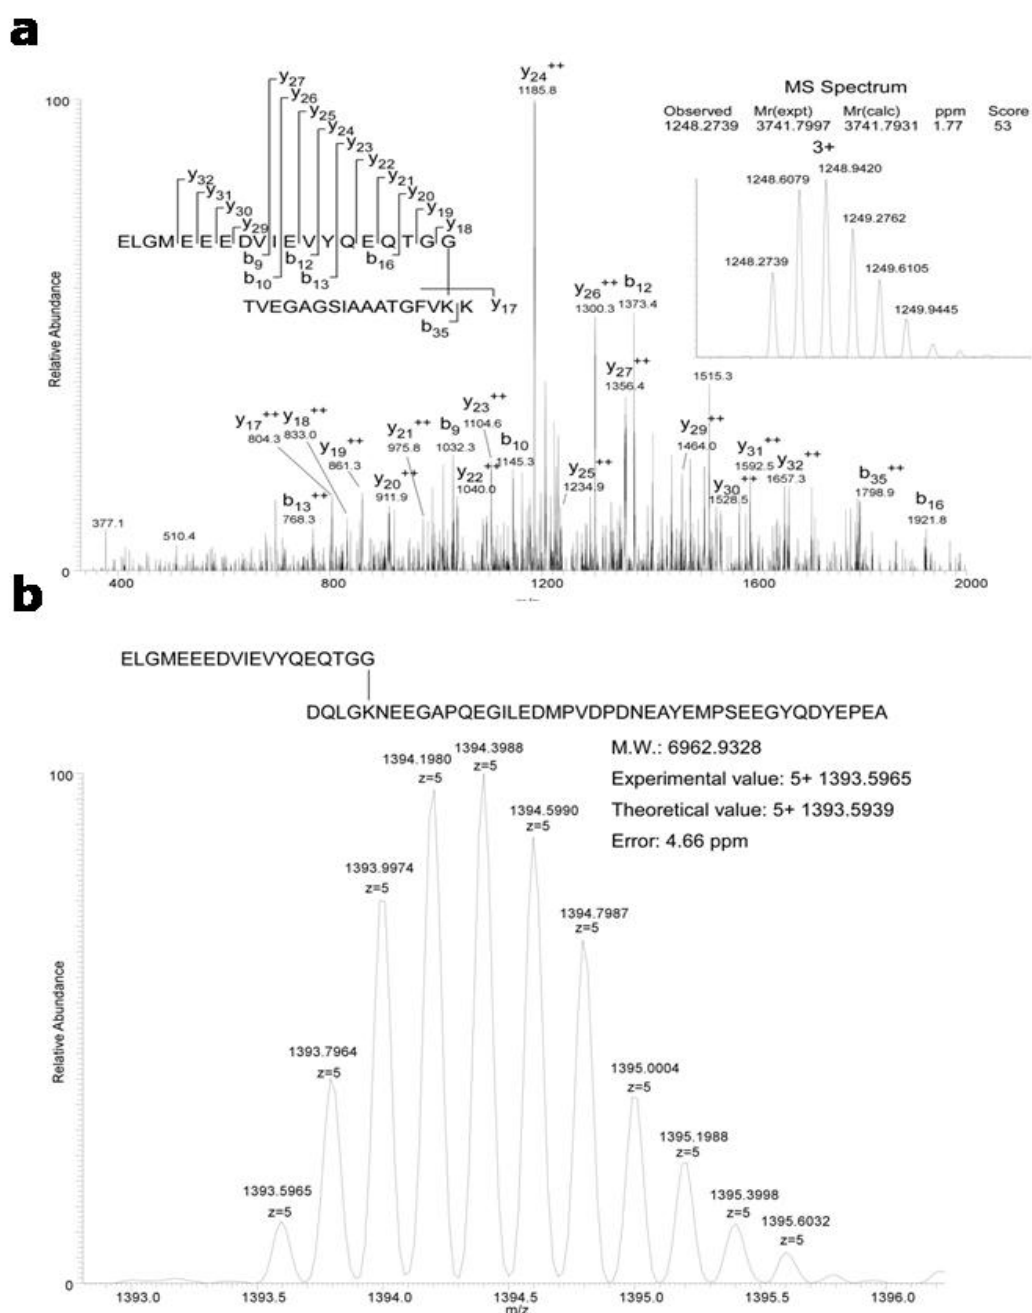 a
MS Spectrum
Observed Mr(expt) Mr(calc) ppm Score
1248.2739 3741.7997 3741.7931 1.77 53
3+
1248.2739
1248.6079
1248.9420
1249.2762
1249.6105
1249.9445
y27
y26
y25
y24
y23
y22
y21
y20
y19
y18
y32
y31
y30
y29
ELGMEEEDVIEVYQEQTGG
b9
b10
b12
b13
b16
TVEGAGSIAAATGFVKK
y17
b35
Relative Abundance
100
0
377.1
510.4
b13++
768.3
y17++
804.3
y18++
833.0
y19++
861.3
y20++
911.9
y21++
975.8
b9
1032.3
y22++
1040.0
y23++
1104.6
b10
1145.3
y24++
1185.8
y25++
1234.9
y26++
1300.3
y27++
1356.4
b12
1373.4
y29++
1464.0
1515.3
y30++
1528.5
y31++
1592.5
y32++
1657.3
b35++
1798.9
b16
1921.8
400 800 1200 1600 2000
b
ELGMEEEDVIEVYQEQTGG
DQLGKNEEGAPQEGILEDMPVDPDNEAYEMPSEEGYQDYEPEA
M.W.: 6962.9328
Experimental value: 5+ 1393.5965
Theoretical value: 5+ 1393.5939
Error: 4.66 ppm
Relative Abundance
100
0
1393.5965
z=5
1393.7964
z=5
1393.9974
z=5
1394.1980
z=5
1394.3988
z=5
1394.5990
z=5
1394.7987
z=5
1395.0004
z=5
1395.1988
z=5
1395.3998
z=5
1395.6032
z=5
1393.0 1393.5 1394.0 1394.5 1395.0 1395.5 1396.0
m/z